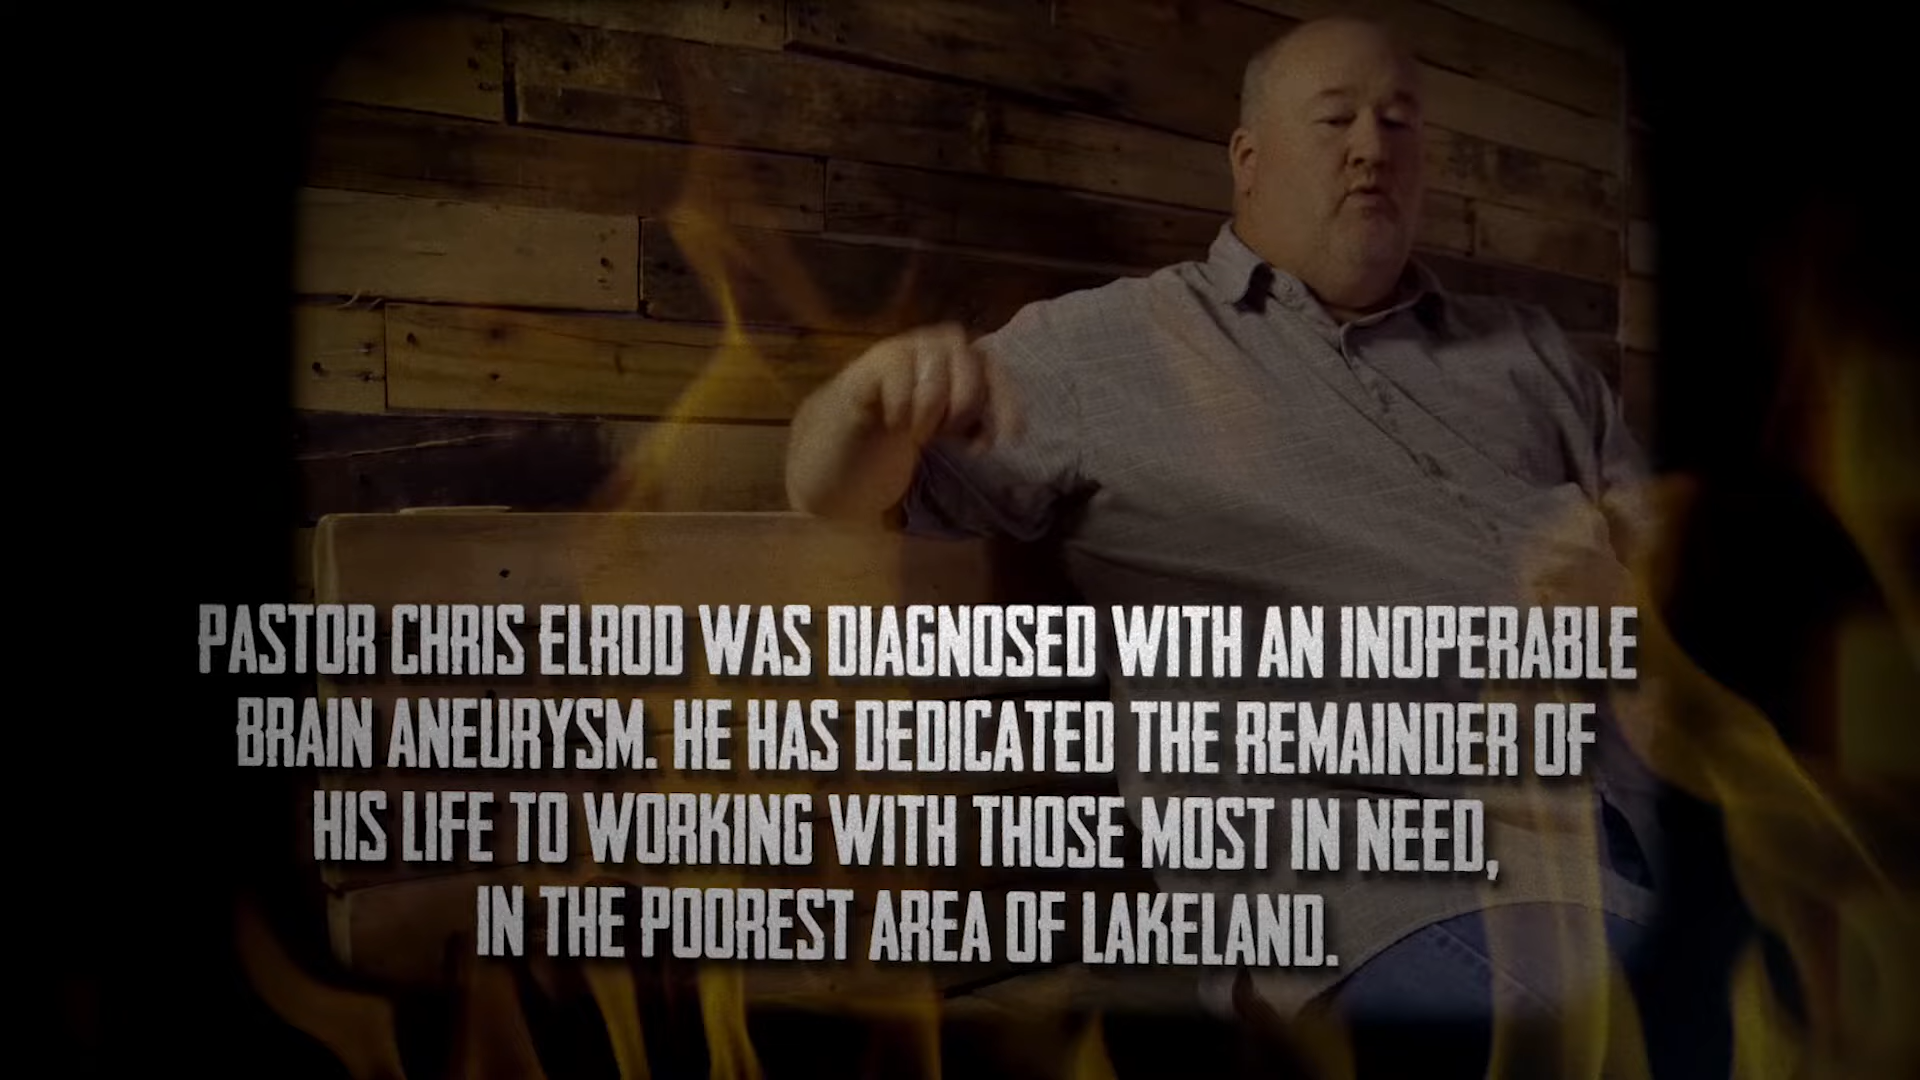 PASTOR CHRIS ELROD WAS DIAGNOSED WITH AN INOPERABLE
BRAIN ANEURYSM. HE HAS DEDICATED THE REMAINDER OF
HIS LIFE TO WORKING WITH THOSE MOST IN NEED,
IN THE POOREST AREA OF LAKELAND.